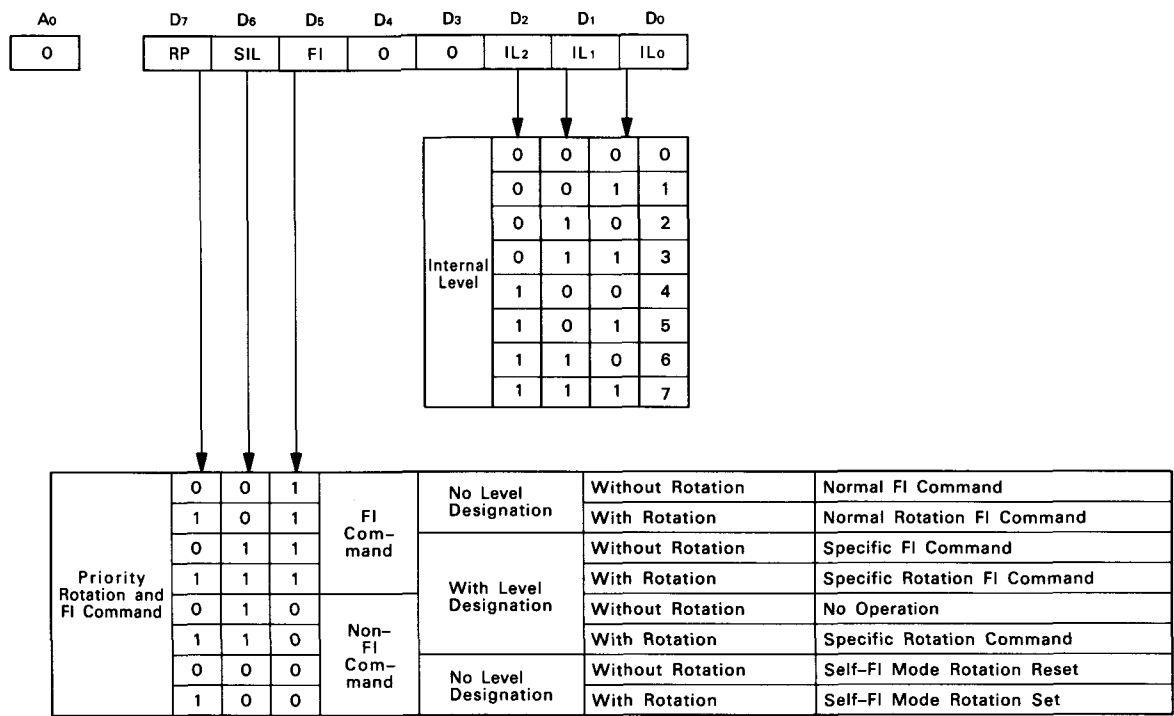 A0 D7 D6 D5 D4 D3 D2 D1 D0
0 RP SIL FI 0 0 IL2 IL1 IL0
Internal Level
0 0 0 0
0 0 1 1
0 1 0 2
0 1 1 3
1 0 0 4
1 0 1 5
1 1 0 6
1 1 1 7
Priority
Rotation and
FI Command
0 0 1
1 0 1
0 1 1
1 1 1
0 1 0
1 1 0
0 0 0
1 0 0
FI
Com-
mand
Non-
FI
Com-
mand
No Level
Designation
With Level
Designation
No Level
Designation
Without Rotation Normal FI Command
With Rotation Normal Rotation FI Command
Without Rotation Specific FI Command
With Rotation Specific Rotation FI Command
Without Rotation No Operation
With Rotation Specific Rotation Command
Without Rotation Self-FI Mode Rotation Reset
With Rotation Self-FI Mode Rotation Set